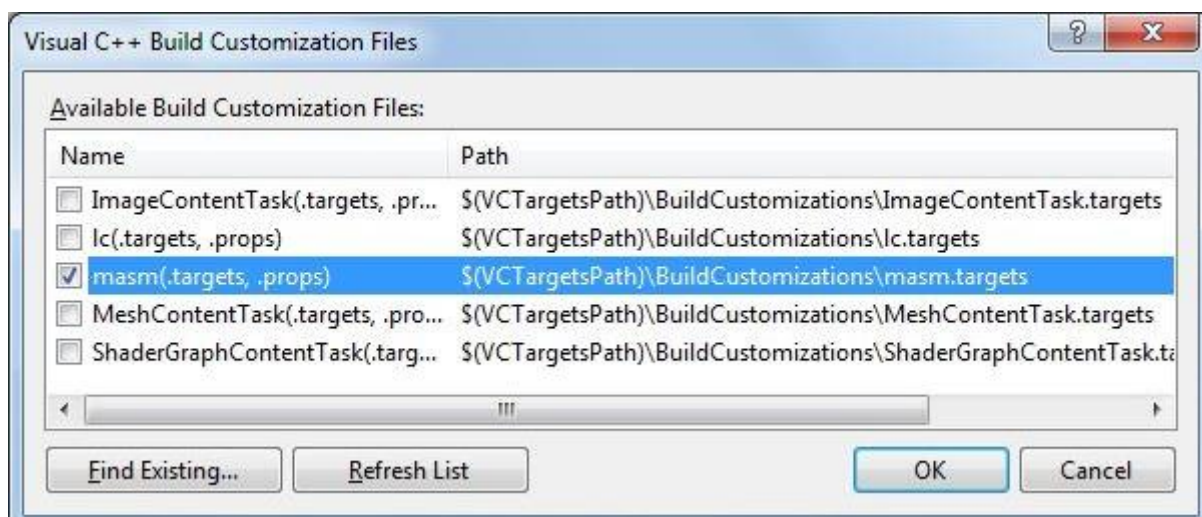 Visual C++ Build Customization Files
Available Build Customization Files:
Name Path
ImageContentTask(.targets, .pr... $(VCTargetsPath)\BuildCustomizations\ImageContentTask.targets
lc(.targets, .props) $(VCTargetsPath)\BuildCustomizations\lc.targets
masm(.targets, .props) $(VCTargetsPath)\BuildCustomizations\masm.targets
MeshContentTask(.targets, .pro... $(VCTargetsPath)\BuildCustomizations\MeshContentTask.targets
ShaderGraphContentTask(.targ... $(VCTargetsPath)\BuildCustomizations\ShaderGraphContentTask.ta
Find Existing... Refresh List OK Cancel